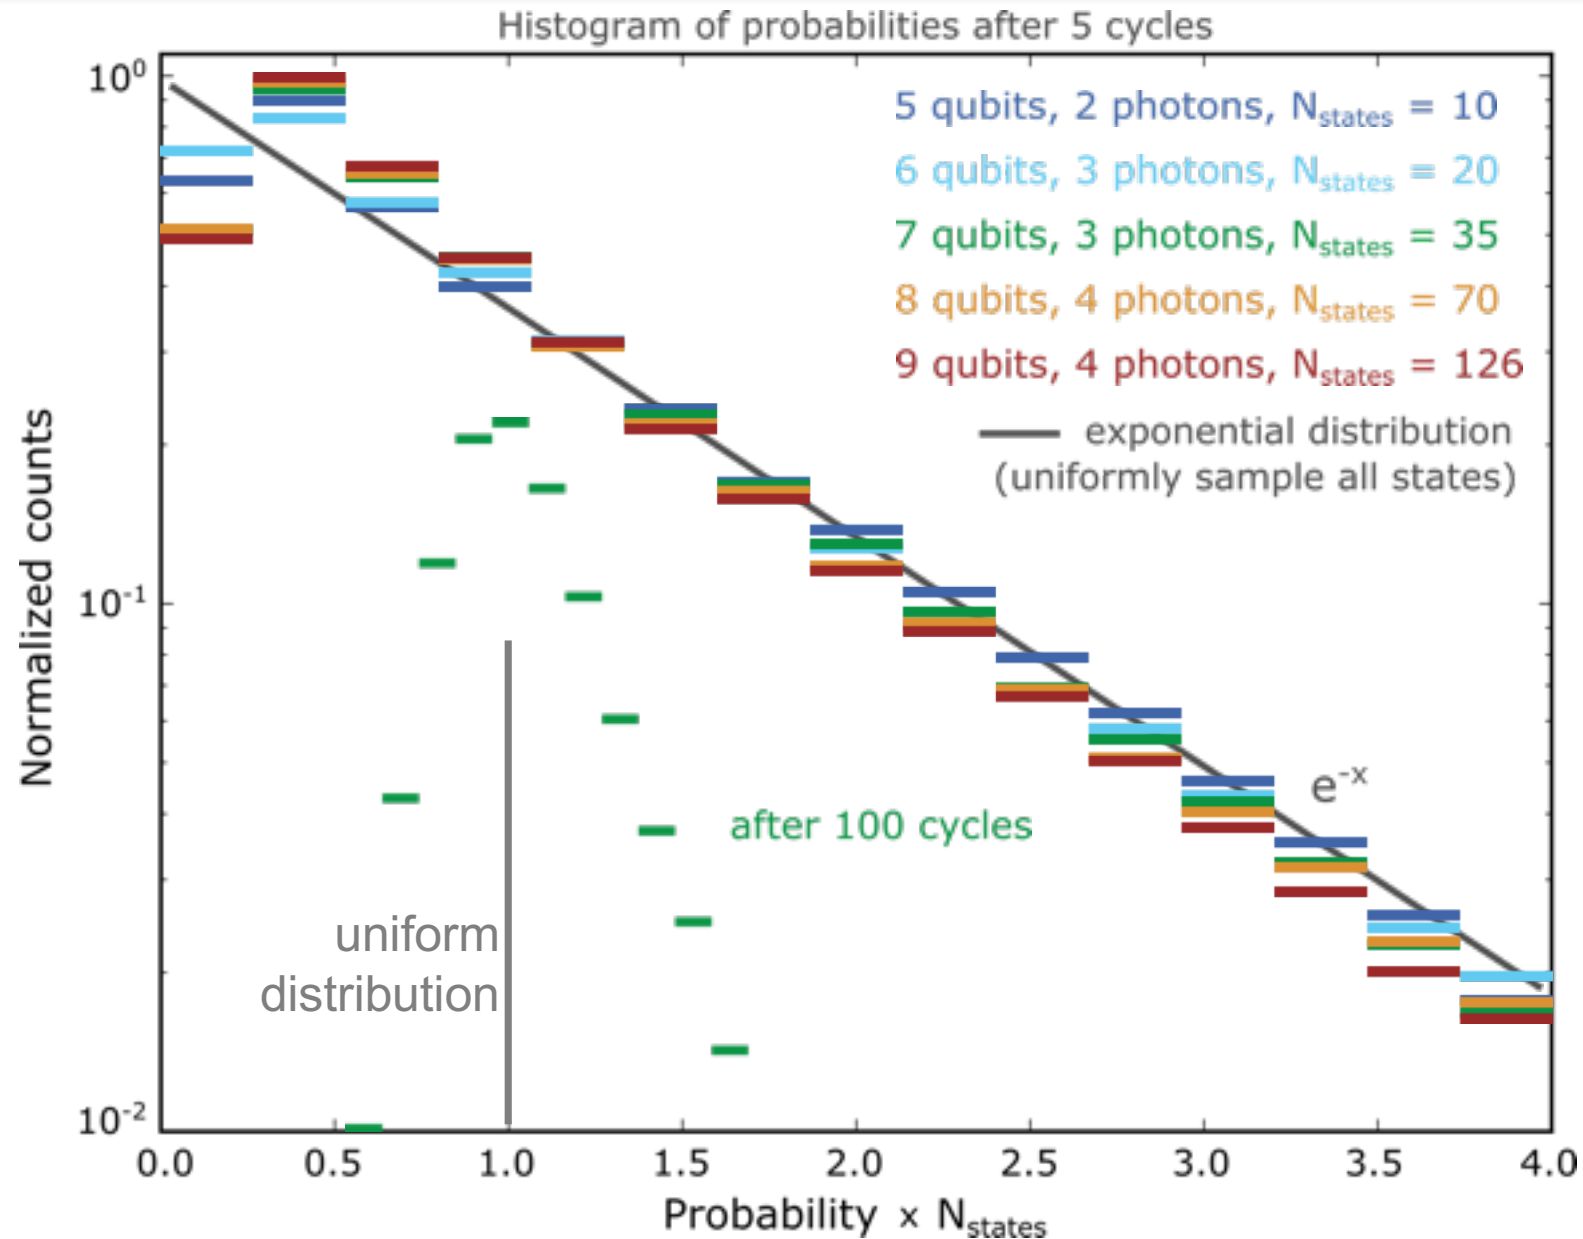 Histogram of probabilities after 5 cycles
10⁰
10⁻¹
10⁻²
Normalized counts
5 qubits, 2 photons, Nstates = 10
6 qubits, 3 photons, Nstates = 20
7 qubits, 3 photons, Nstates = 35
8 qubits, 4 photons, Nstates = 70
9 qubits, 4 photons, Nstates = 126
exponential distribution
(uniformly sample all states)
e⁻ˣ
after 100 cycles
uniform
distribution
0.0 0.5 1.0 1.5 2.0 2.5 3.0 3.5 4.0
Probability x Nstates